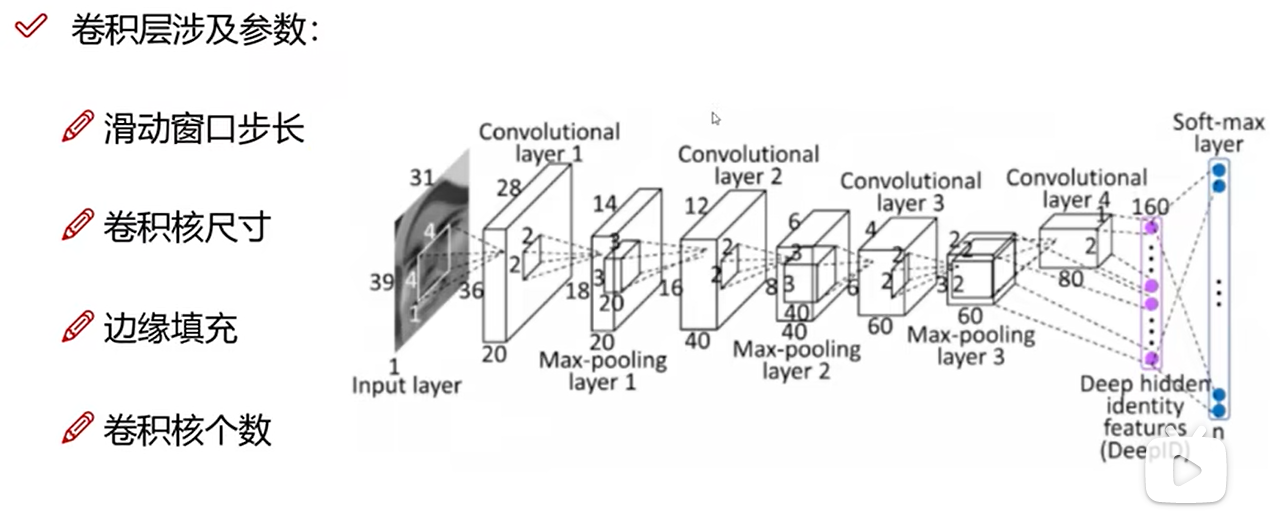 卷积层涉及参数：
滑动窗口步长
卷积核尺寸
边缘填充
卷积核个数
31
39
4
4
1
1
Input layer
Convolutional
layer 1
28
36
2
2
20
14
18
3
3
20
20
Max-pooling
layer 1
Convolutional
layer 2
12
16
2
2
40
6
8
3
3
40
40
Max-pooling
layer 2
Convolutional
layer 3
4
6
2
2
60
2
3
2
60
Max-pooling
layer 3
Convolutional
layer 4
1
2
80
160
Deep hidden
identity
features
(DeepID)
Soft-max
layer
n